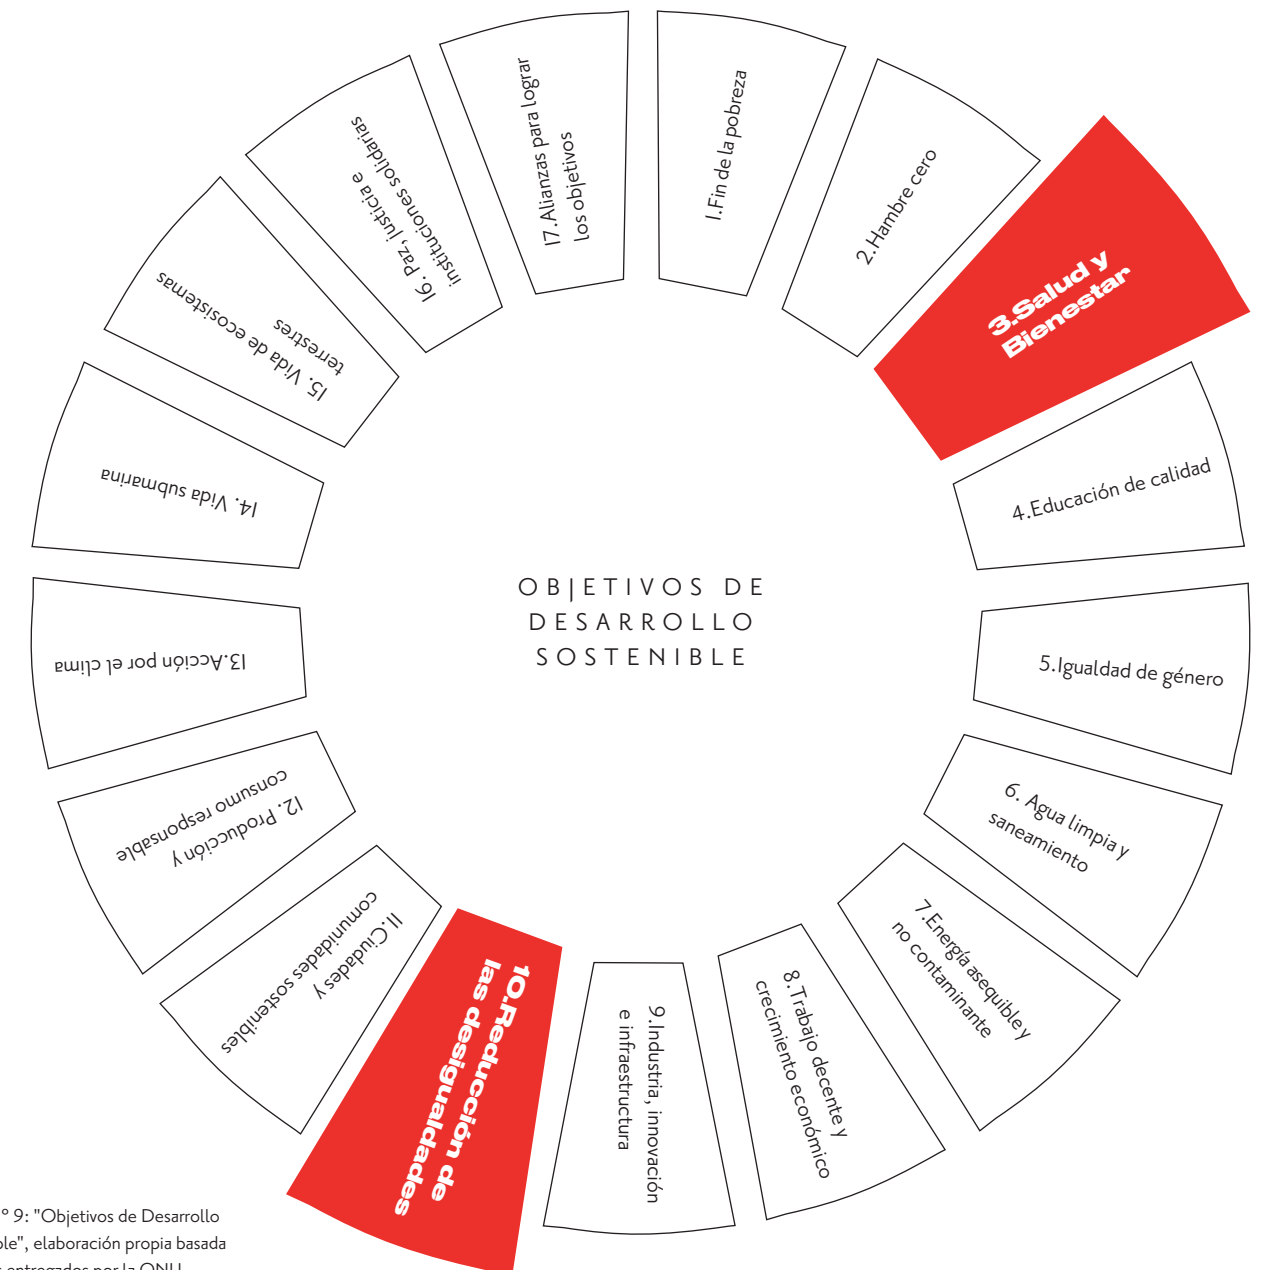 1.Fin de la pobreza
2.Hambre cero
3.Salud y
Bienestar
4.Educación de calidad
5.Igualdad de género
6. Agua limpia y
saneamiento
7.Energía asequible y
no contaminante
8.Trabajo decente y
crecimiento económico
9.Industria, innovación
e infraestructura
10.Reducción de
las desigualdades
11.Ciudades y
comunidades sostenibles
12. Producción y
consumo responsable
13.Acción por el clima
14. Vida submarina
15. Vida de ecosistemas
terrestres
16. Paz, justicia e
instituciones solidarias
17.Alianzas para lograr
los objetivos
OBJETIVOS DE
DESARROLLO
SOSTENIBLE
° 9: "Objetivos de Desarrollo
ble", elaboración propia basada
entregados por la ONU